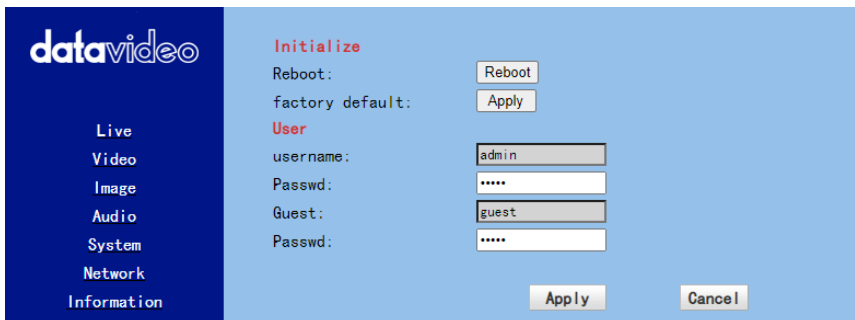 datavideo
Live
Video
Image
Audio
System
Network
Information
Initialize
Reboot: Reboot
factory default: Apply
User
username: admin
Passwd: •••••
Guest: guest
Passwd: •••••
Apply Cancel